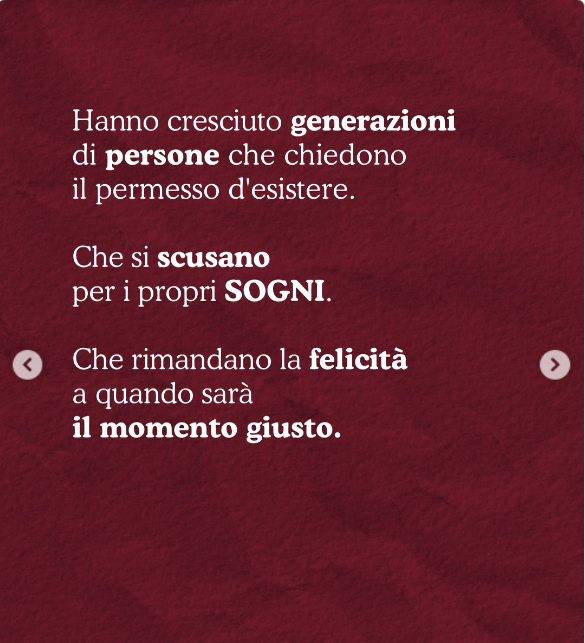 Hanno cresciuto generazioni
di persone che chiedono
il permesso d'esistere.
Che si scusano
per i propri SOGNI.
Che rimandano la felicità
a quando sarà
il momento giusto.